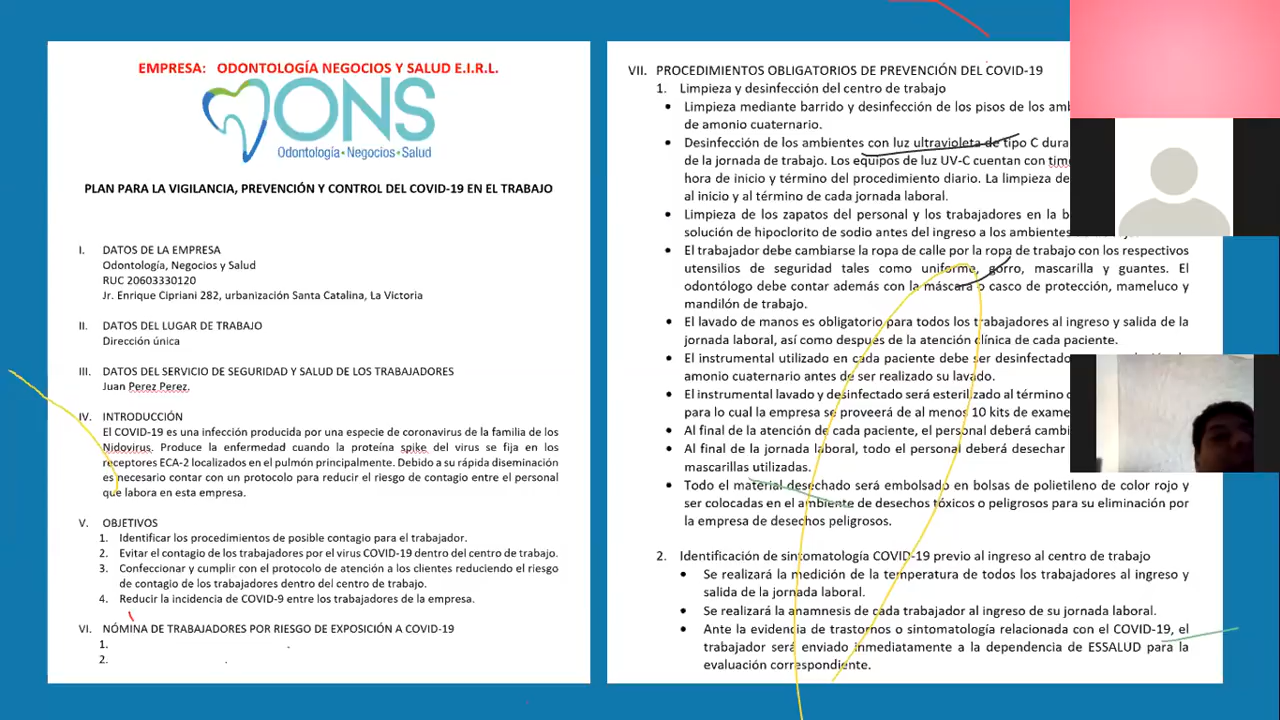 EMPRESA: ODONTOLOGÍA NEGOCIOS Y SALUD E.I.R.L.
ONS
Odontología•Negocios•Salud
PLAN PARA LA VIGILANCIA, PREVENCIÓN Y CONTROL DEL COVID-19 EN EL TRABAJO
I. DATOS DE LA EMPRESA
Odontología, Negocios y Salud
RUC 20603330120
Jr. Enrique Cipriani 282, urbanización Santa Catalina, La Victoria
II. DATOS DEL LUGAR DE TRABAJO
Dirección única
III. DATOS DEL SERVICIO DE SEGURIDAD Y SALUD DE LOS TRABAJADORES
Juan Perez Perez.
IV. INTRODUCCIÓN
El COVID-19 es una infección producida por una especie de coronavirus de la familia de los
Nidovirus. Produce la enfermedad cuando la proteína spike del virus se fija en los
receptores ECA-2 localizados en el pulmón principalmente. Debido a su rápida diseminación
es necesario contar con un protocolo para reducir el riesgo de contagio entre el personal
que labora en esta empresa.
V. OBJETIVOS
1. Identificar los procedimientos de posible contagio para el trabajador.
2. Evitar el contagio de los trabajadores por el virus COVID-19 dentro del centro de trabajo.
3. Confeccionar y cumplir con el protocolo de atención a los clientes reduciendo el riesgo
de contagio de los trabajadores dentro del centro de trabajo.
4. Reducir la incidencia de COVID-9 entre los trabajadores de la empresa.
VI. NÓMINA DE TRABAJADORES POR RIESGO DE EXPOSICIÓN A COVID-19
1.
2.
VII. PROCEDIMIENTOS OBLIGATORIOS DE PREVENCIÓN DEL COVID-19
1. Limpieza y desinfección del centro de trabajo
• Limpieza mediante barrido y desinfección de los pisos de los
de amonio cuaternario.
• Desinfección de los ambientes con luz ultravioleta de tipo C
de la jornada de trabajo. Los equipos de luz UV-C cuentan con
hora de inicio y término del procedimiento diario. La limpieza
al inicio y al término de cada jornada laboral.
• Limpieza de los zapatos del personal y los trabajadores en la
solución de hipoclorito de sodio antes del ingreso a los ambientes
• El trabajador debe cambiarse la ropa de calle por la ropa de trabajo con los respectivos
utensilios de seguridad tales como uniforme, gorro, mascarilla y guantes. El
odontólogo debe contar además con la máscara o casco de protección, mameluco y
mandilón de trabajo.
• El lavado de manos es obligatorio para todos los trabajadores al ingreso y salida de la
jornada laboral, así como después de la atención clínica de cada paciente.
• El instrumental utilizado en cada paciente debe ser desinfectado
amonio cuaternario antes de ser realizado su lavado.
• El instrumental lavado y desinfectado será esterilizado al término
para lo cual la empresa se proveerá de al menos 10 kits de
• Al final de la atención de cada paciente, el personal deberá
• Al final de la jornada laboral, todo el personal deberá desechar
mascarillas utilizadas.
• Todo el material desechado será embolsado en bolsas de polietileno de color rojo y
ser colocadas en el ambiente de desechos tóxicos o peligrosos para su eliminación por
la empresa de desechos peligrosos.
2. Identificación de sintomatología COVID-19 previo al ingreso al centro de trabajo
• Se realizará la medición de la temperatura de todos los trabajadores al ingreso y
salida de la jornada laboral.
• Se realizará la anamnesis de cada trabajador al ingreso de su jornada laboral.
• Ante la evidencia de trastornos o sintomatología relacionada con el COVID-19, el
trabajador será enviado inmediatamente a la dependencia de ESSALUD para la
evaluación correspondiente.